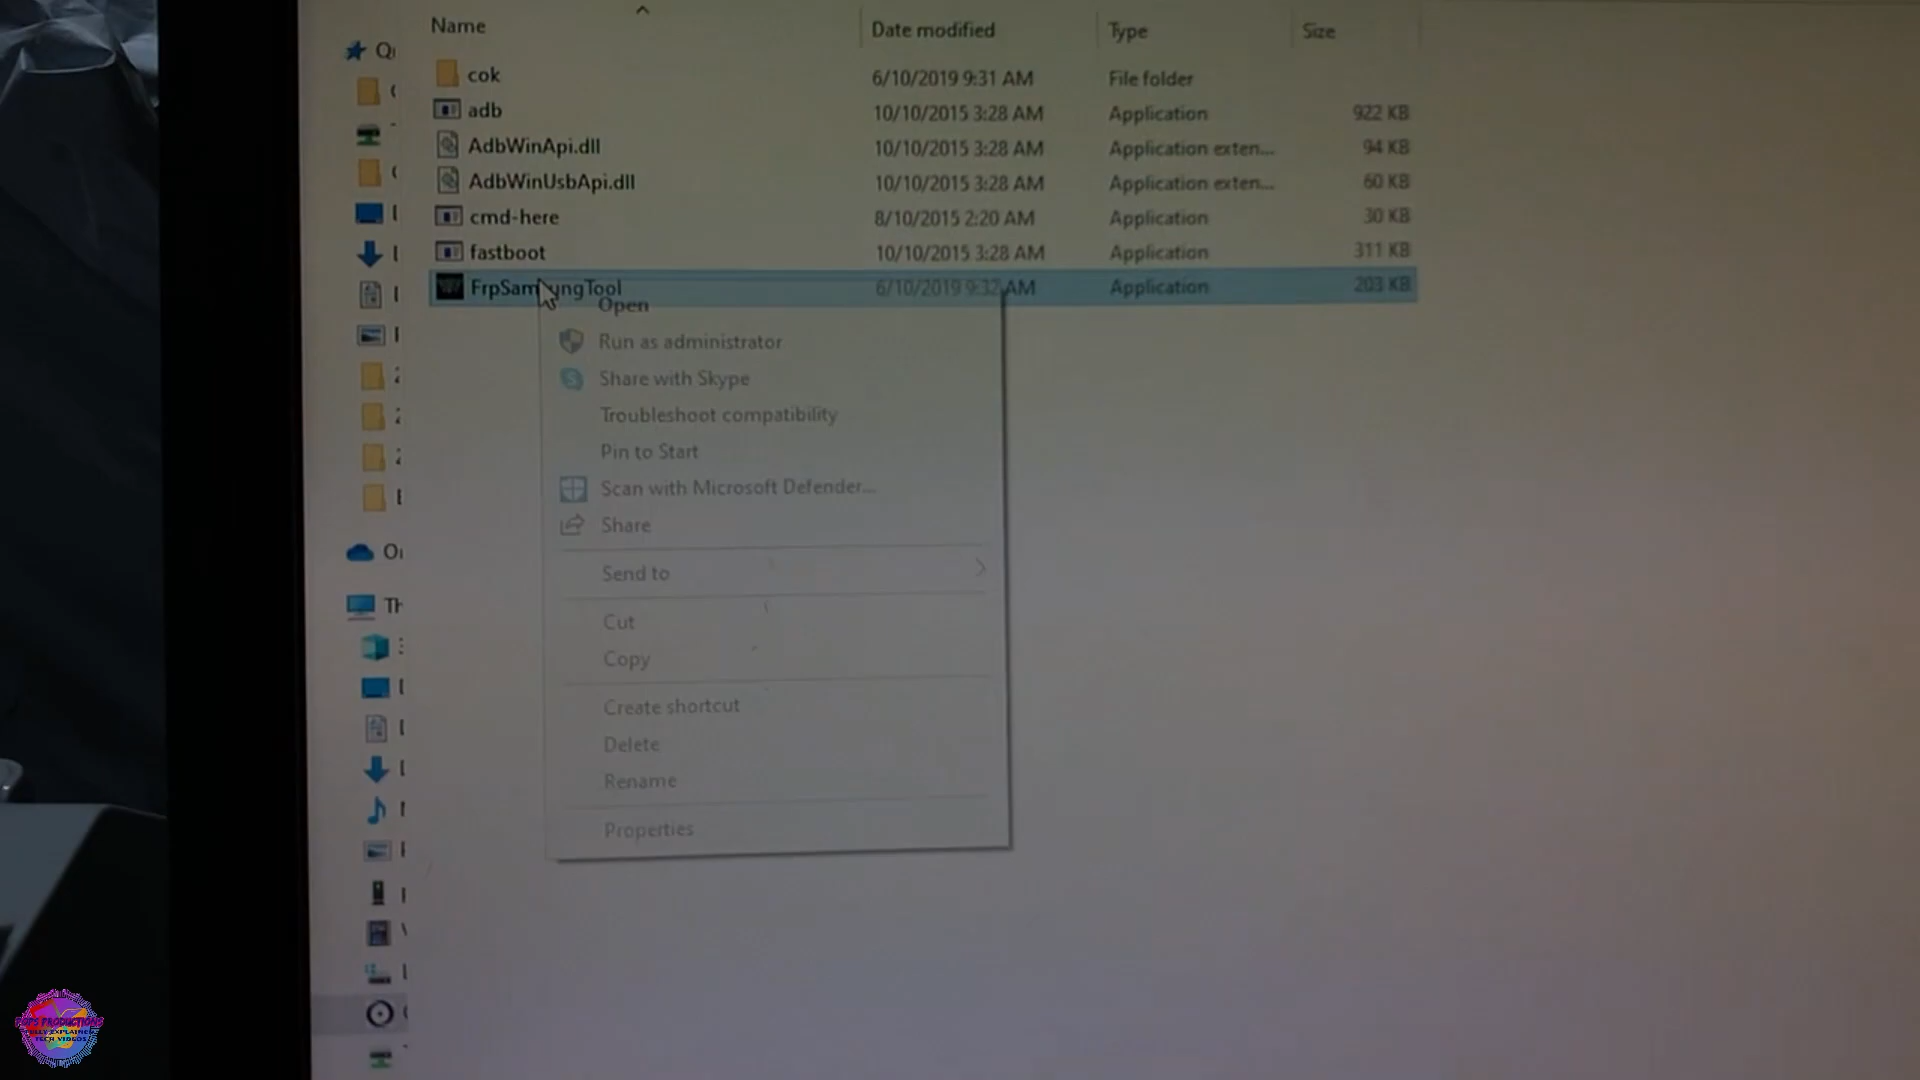 Name Date modified Type Size
cok 6/10/2019 9:31 AM File folder
adb 10/10/2015 3:28 AM Application 922 KB
AdbWinApi.dll 10/10/2015 3:28 AM Application exten... 94 KB
AdbWinUsbApi.dll 10/10/2015 3:28 AM Application exten... 60 KB
cmd-here 8/10/2015 2:20 AM Application 30 KB
fastboot 10/10/2015 3:28 AM Application 311 KB
FrpSam ngTool 6/10/2019 9:32 AM Application 203 KB
Open
Run as administrator
Share with Skype
Troubleshoot compatibility
Pin to Start
Scan with Microsoft Defender...
Share
Send to
Cut
Copy
Create shortcut
Delete
Rename
Properties
PRODUCTIONS
TECH VIDEOS